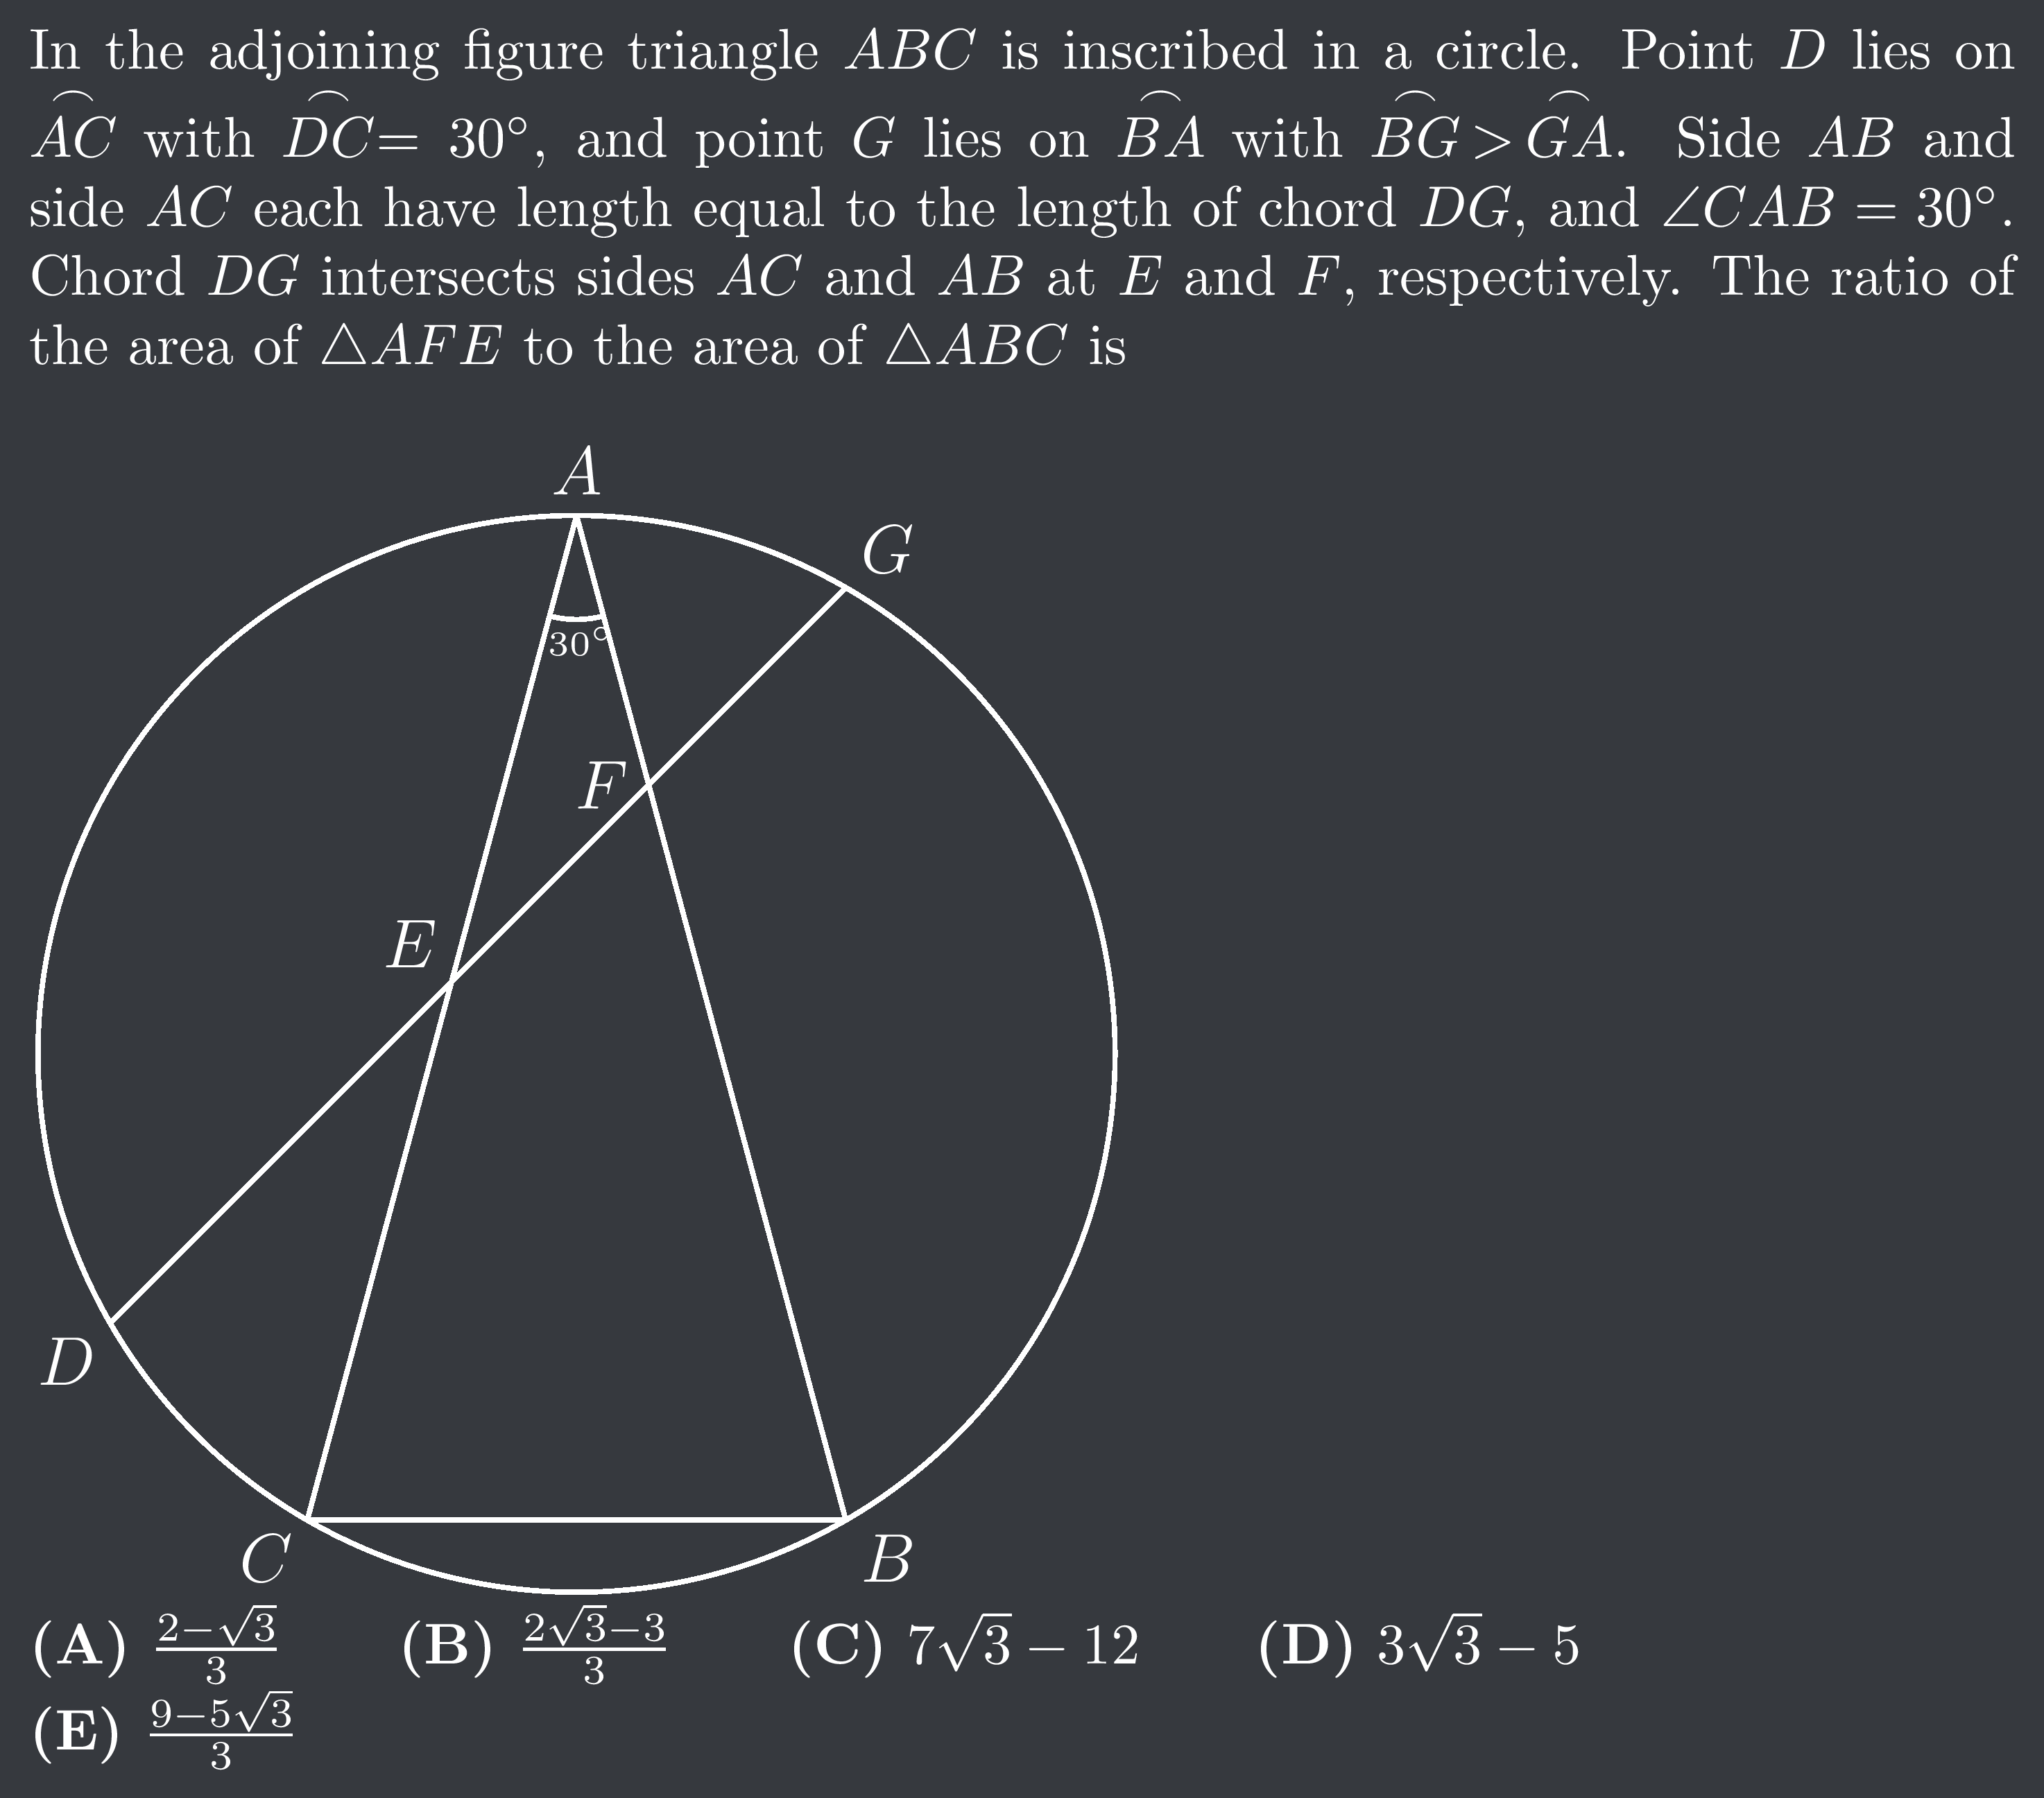 In the adjoining figure triangle $ABC$ is inscribed in a circle. Point $D$ lies on
$\overset{\frown}{AC}$ with $\overset{\frown}{DC} = 30^\circ$, and point $G$ lies on $\overset{\frown}{BA}$ with $\overset{\frown}{BG} > \overset{\frown}{GA}$. Side $AB$ and
side $AC$ each have length equal to the length of chord $DG$, and $\angle CAB = 30^\circ$.
Chord $DG$ intersects sides $AC$ and $AB$ at $E$ and $F$, respectively. The ratio of
the area of $\triangle AFE$ to the area of $\triangle ABC$ is
A
G
30°
F
E
D
C
B
(A) $\frac{2-\sqrt{3}}{3}$ (B) $\frac{2\sqrt{3}-3}{3}$ (C) $7\sqrt{3} - 12$ (D) $3\sqrt{3} - 5$
(E) $\frac{9-5\sqrt{3}}{3}$